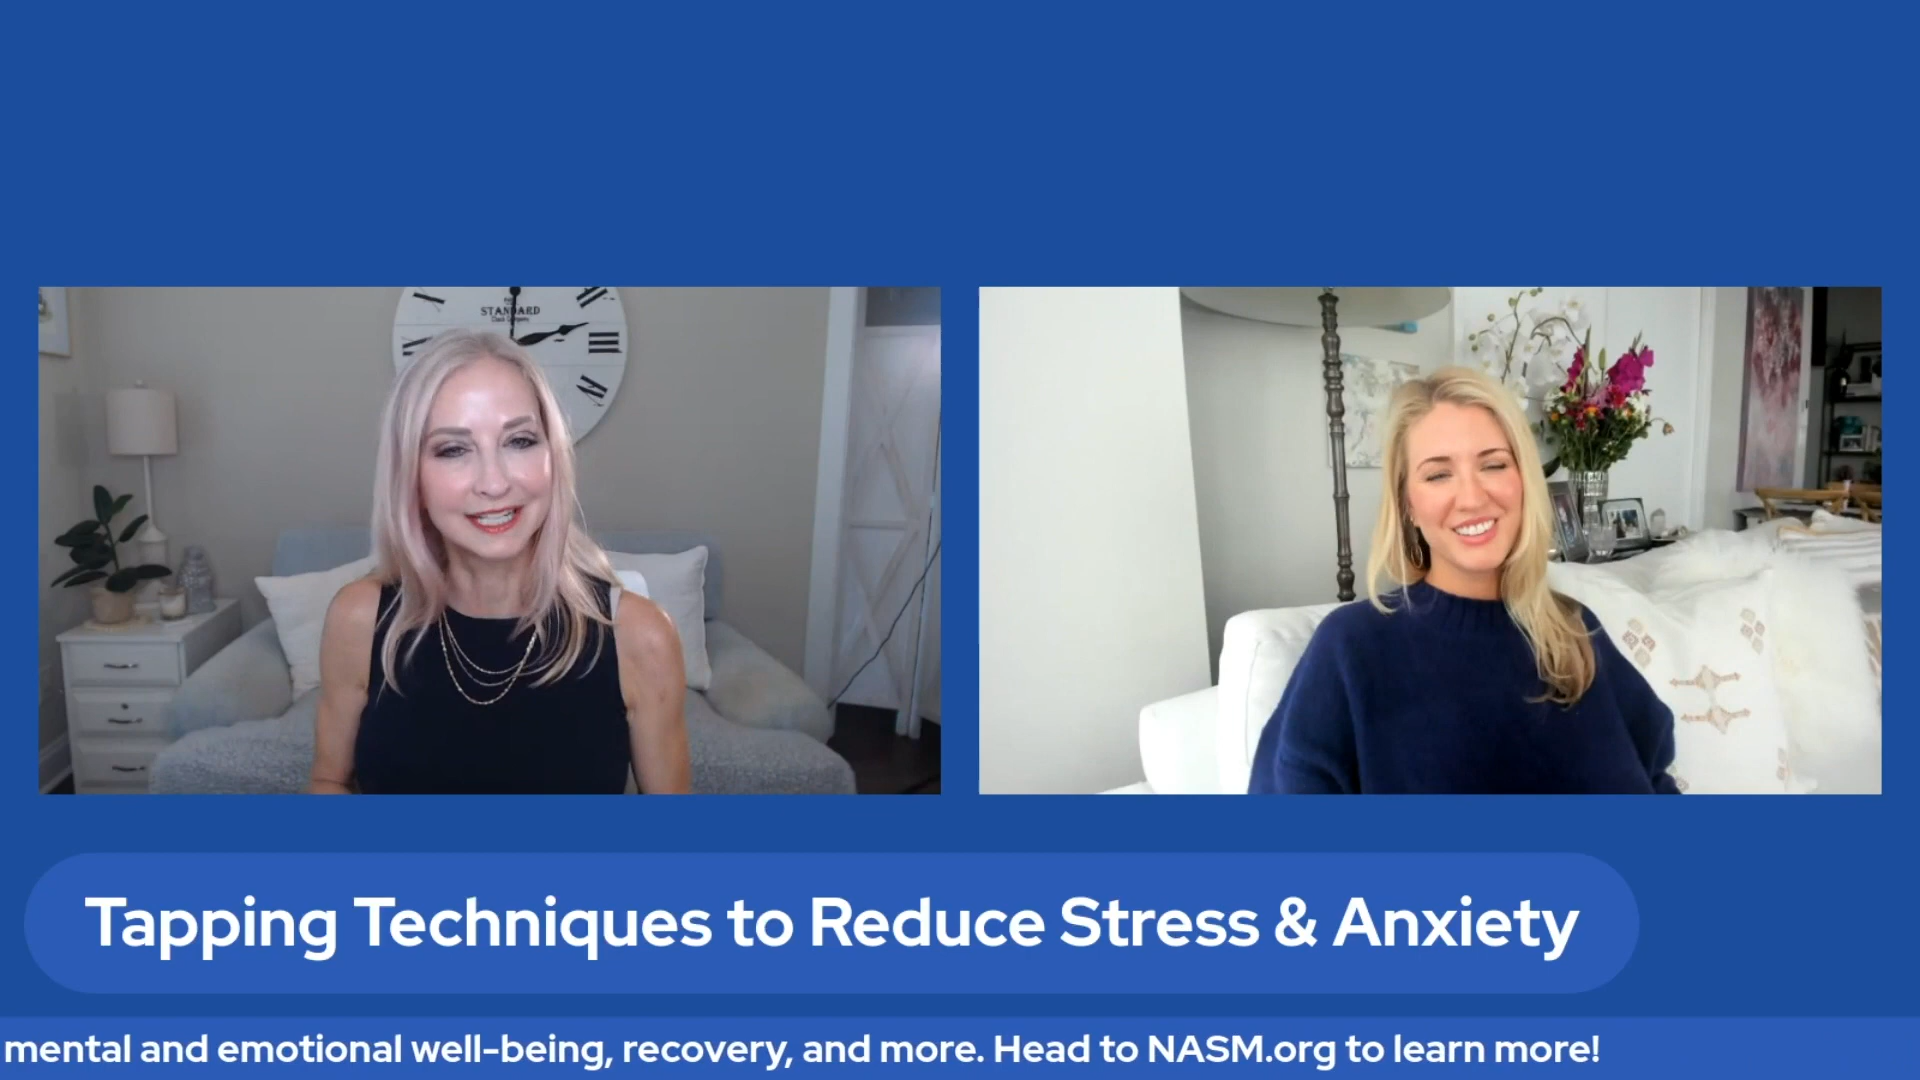 STANDARD
Tapping Techniques to Reduce Stress & Anxiety
mental and emotional well-being, recovery, and more. Head to NASM.org to learn more!